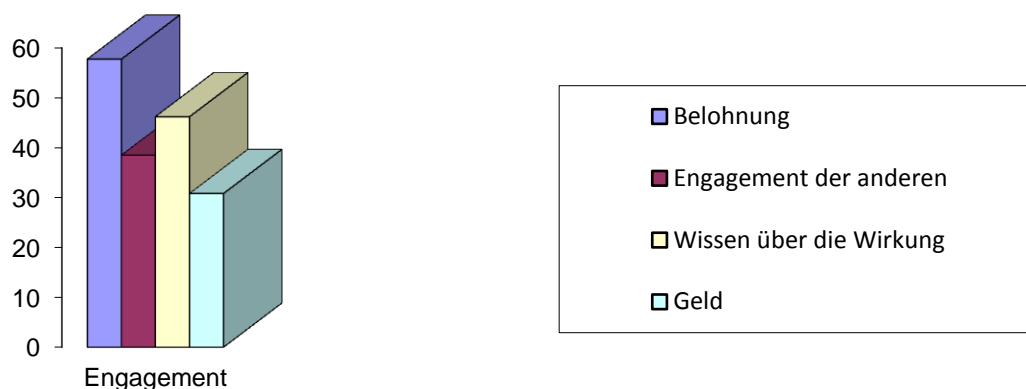 60
50
40
30
20
10
0
Engagement
Belohnung
Engagement der anderen
Wissen über die Wirkung
Geld